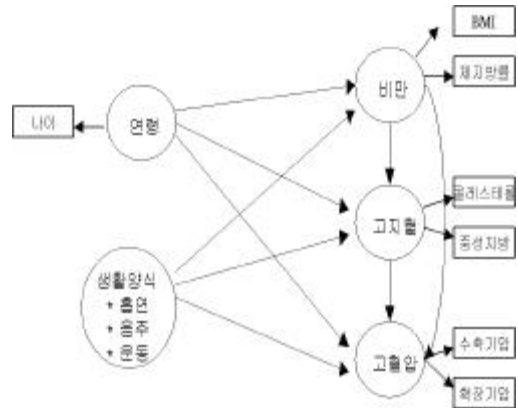 BMI
체지방률
비만
나이
연령
콜레스테롤
고지혈
중성지방
생활양식
* 흡연
* 음주
* 운동
수축기압
고혈압
확장기압